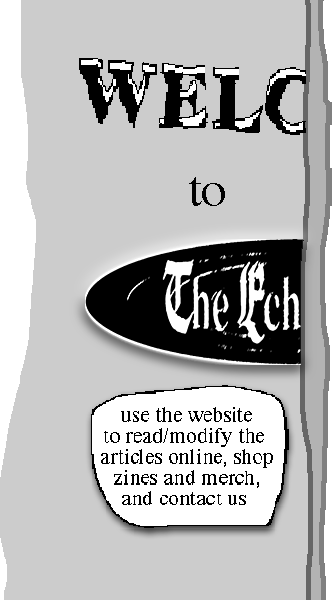 WELC
to
The Ech
use the website
to read/modify the
articles online, shop
zines and merch,
and contact us